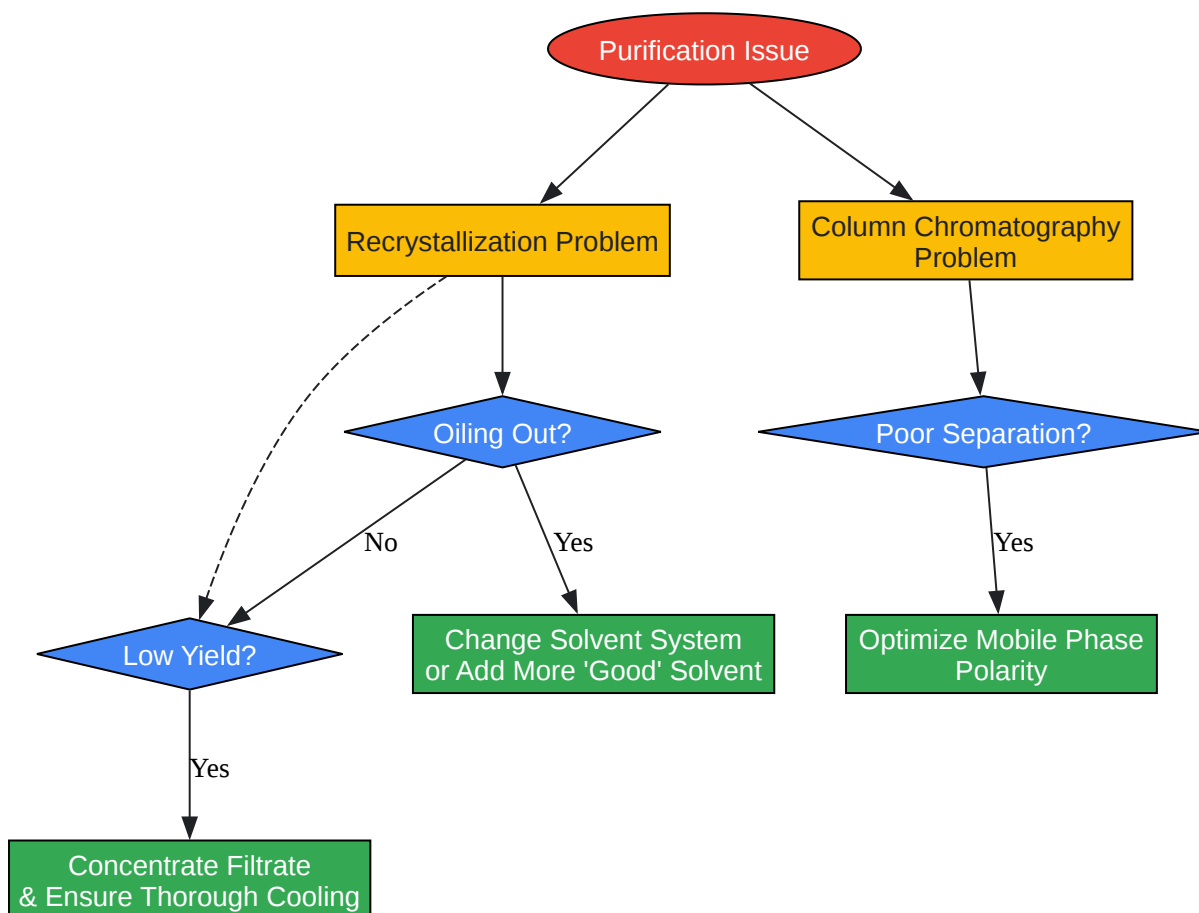 Purification Issue
Recrystallization Problem
Column Chromatography
Problem
Oiling Out?
Poor Separation?
No
Yes
Yes
Low Yield?
Change Solvent System
or Add More 'Good' Solvent
Optimize Mobile Phase
Polarity
Yes
Concentrate Filtrate
& Ensure Thorough Cooling